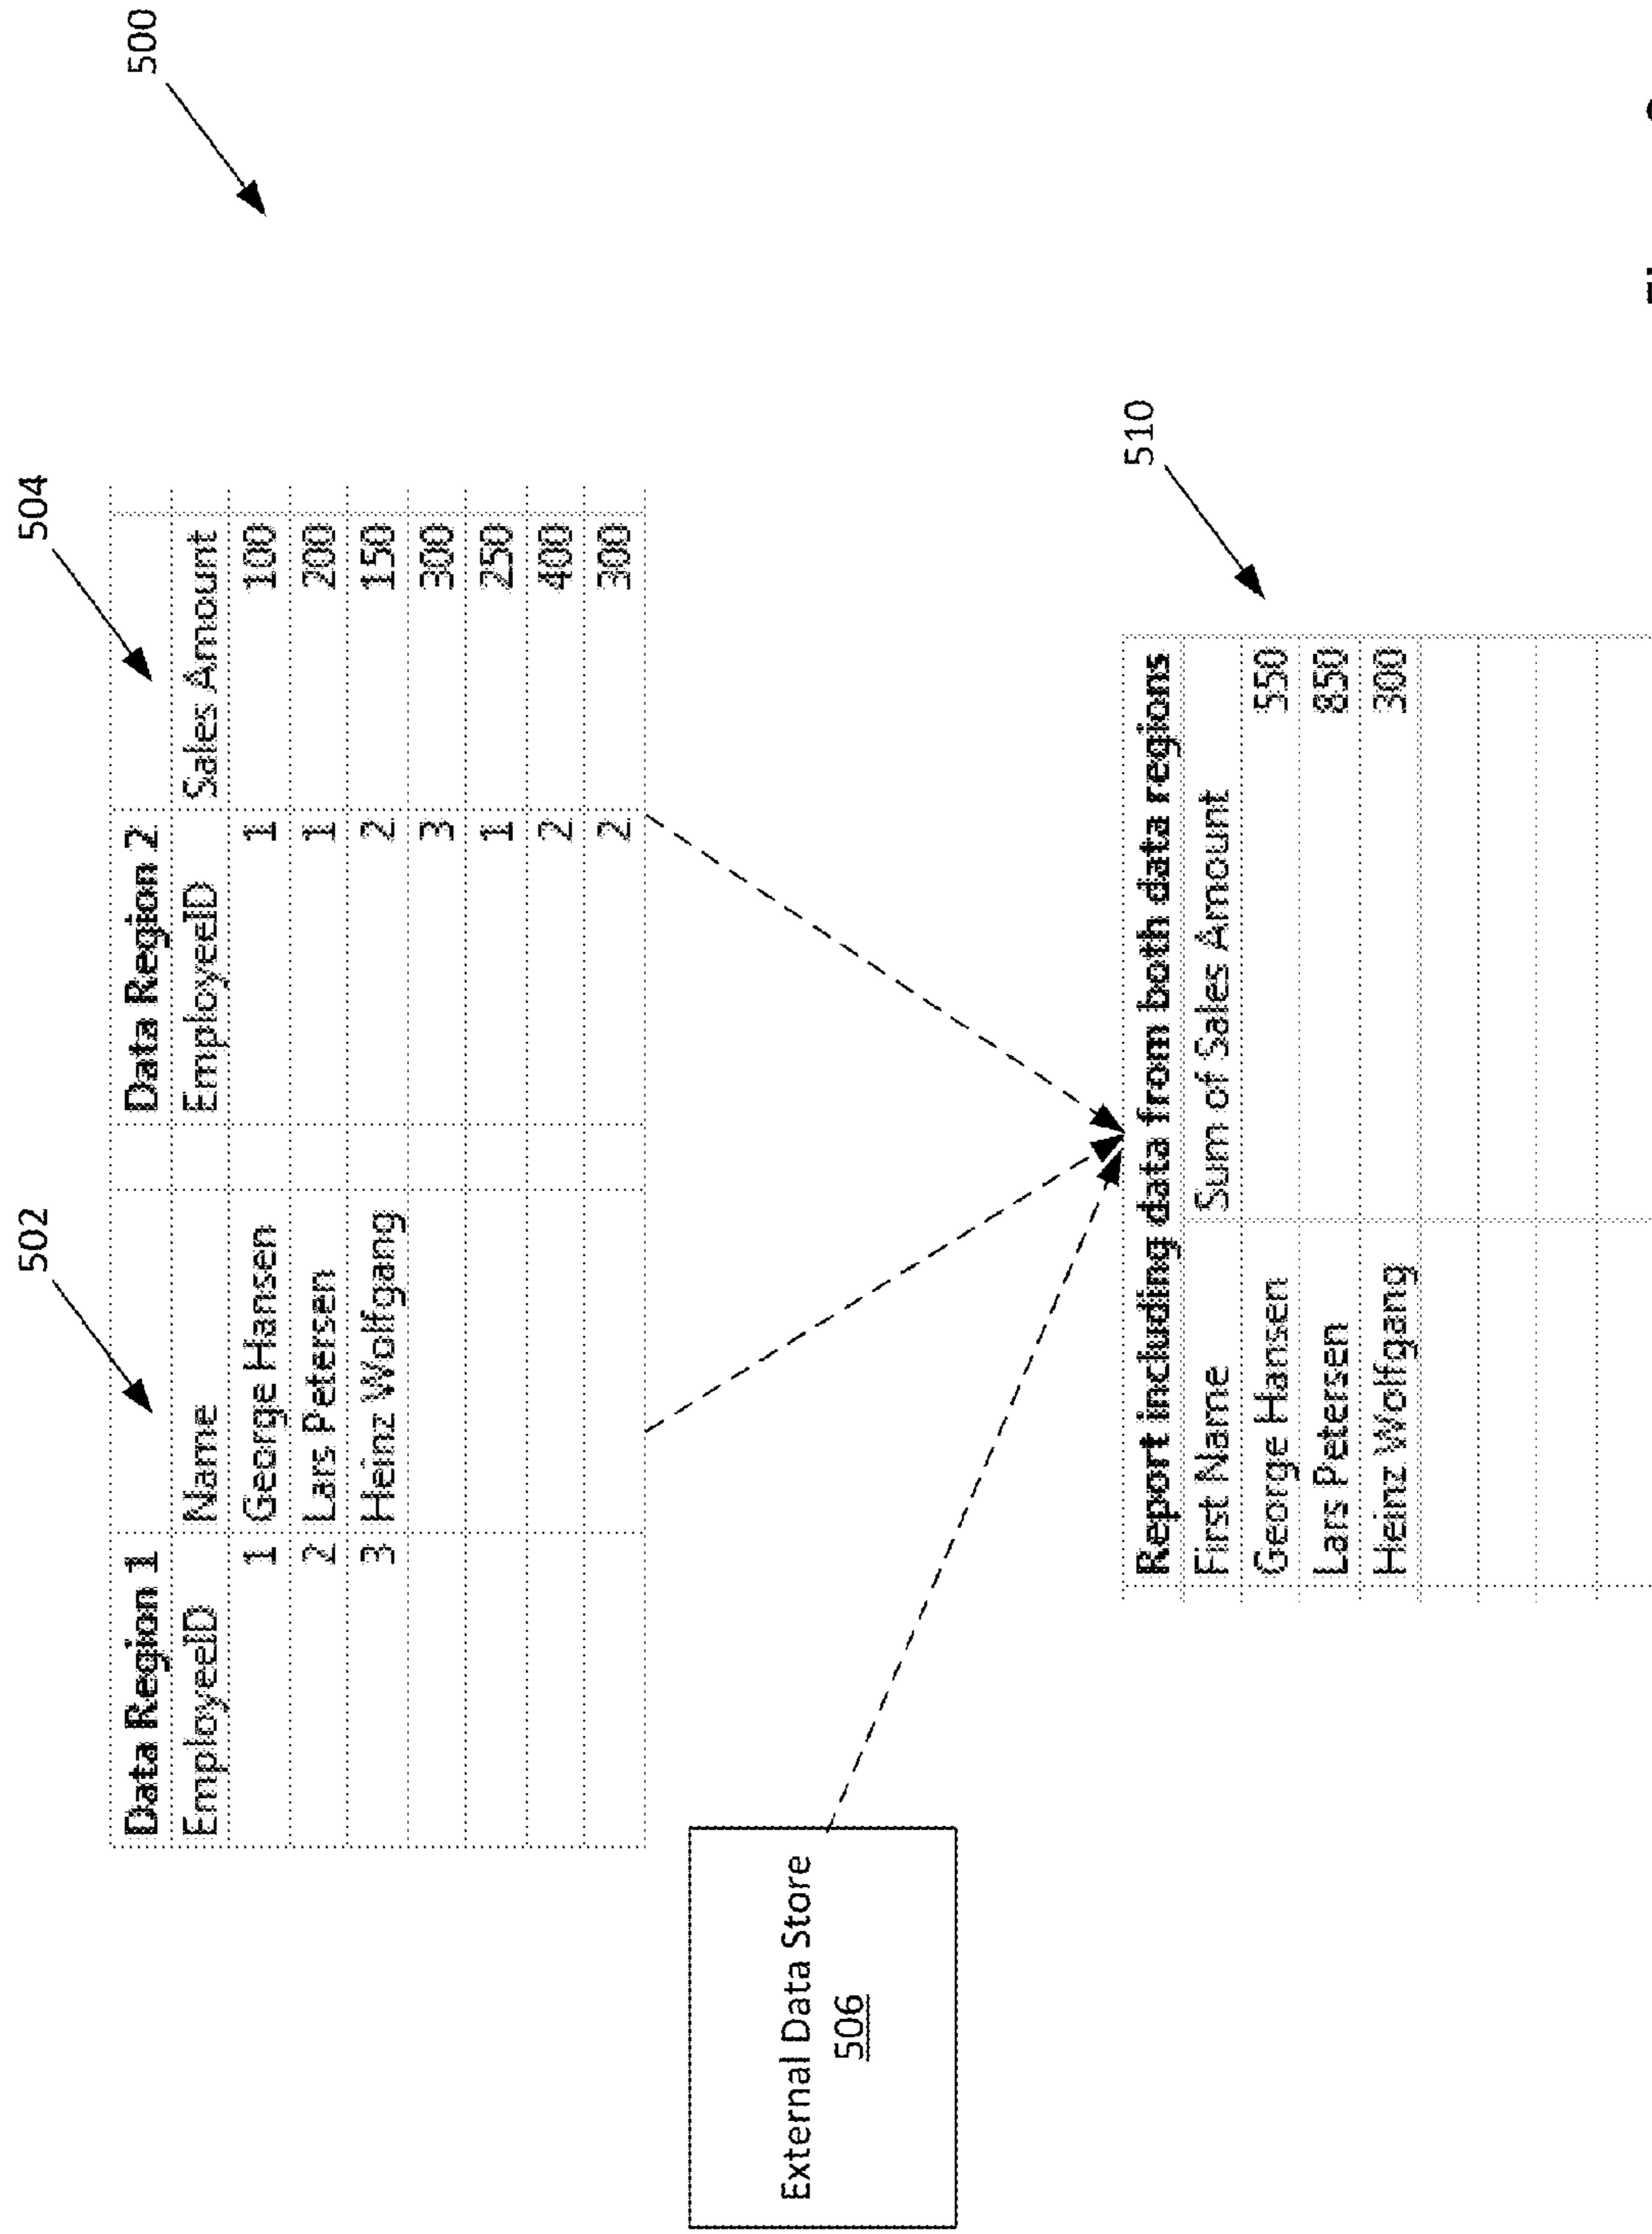 500
502
504
Data Region 1 Data Region 2
EmployeeID Name EmployeeID Sales Amount
1 George Hansen 1 100
2 Lars Petersen 1 200
3 Heinz Wolfgang 2 150
3 300
1 250
2 400
2 300
External Data Store
506
510
Report including data from both data regions
First Name Sum of Sales Amount
George Hansen 550
Lars Petersen 850
Heinz Wolfgang 300